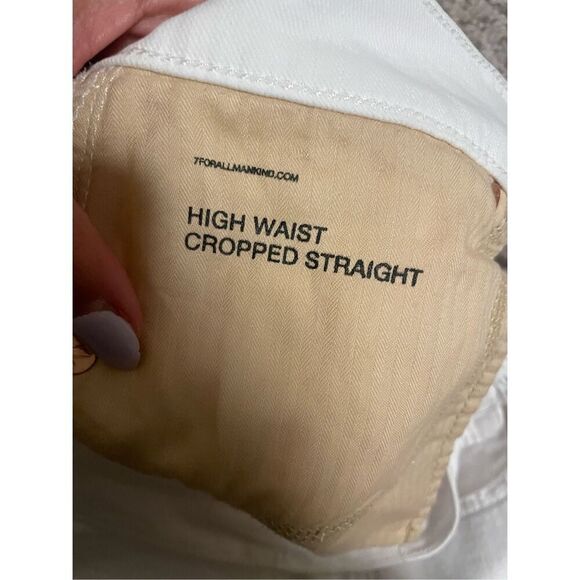 7FORALLMANKIND.COM
HIGH WAIST
CROPPED STRAIGHT